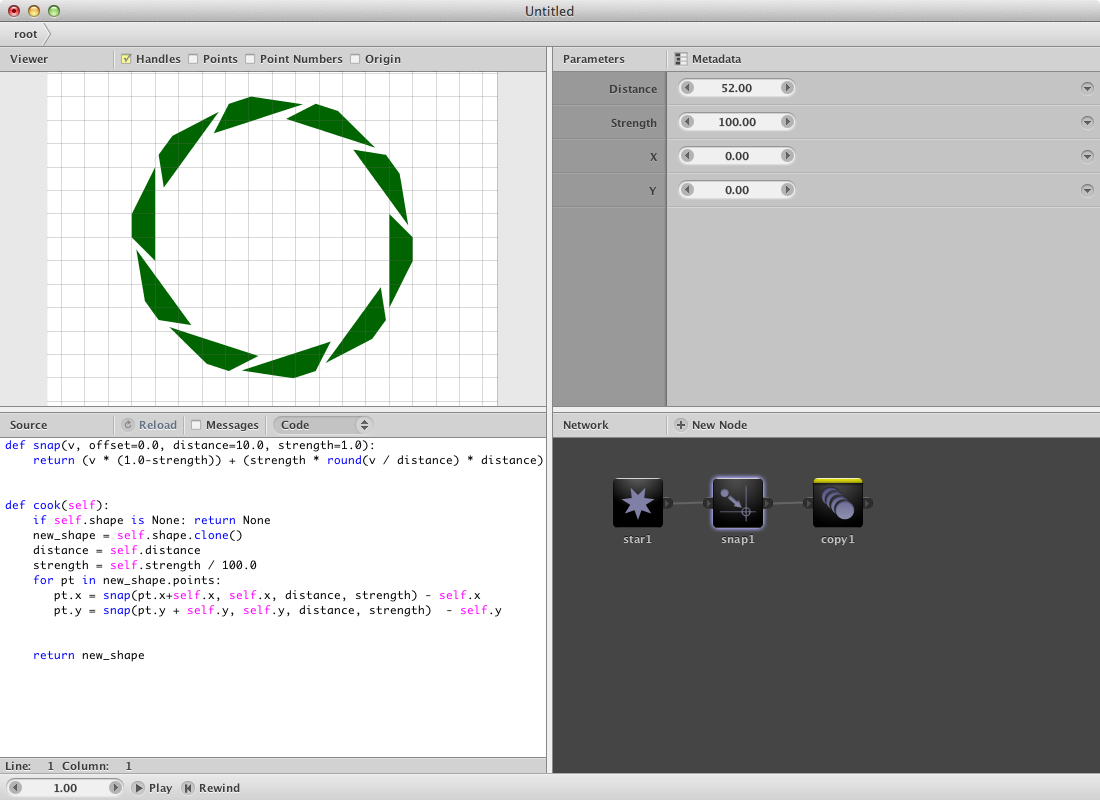 Untitled
root
Viewer
Handles
Points
Point Numbers
Origin
Parameters
Metadata
Distance
52.00
Strength
100.00
X
0.00
Y
0.00
Source
Reload
Messages
Code
def snap(v, offset=0.0, distance=10.0, strength=1.0):
    return (v * (1.0-strength)) + (strength * round(v / distance) * distance)
def cook(self):
    if self.shape is None: return None
    new_shape = self.shape.clone()
    distance = self.distance
    strength = self.strength / 100.0
    for pt in new_shape.points:
       pt.x = snap(pt.x+self.x, self.x, distance, strength) - self.x
       pt.y = snap(pt.y + self.y, self.y, distance, strength)  - self.y
    return new_shape
Line: 1 Column: 1
Network
New Node
star1
snap1
copy1
1.00
Play
Rewind